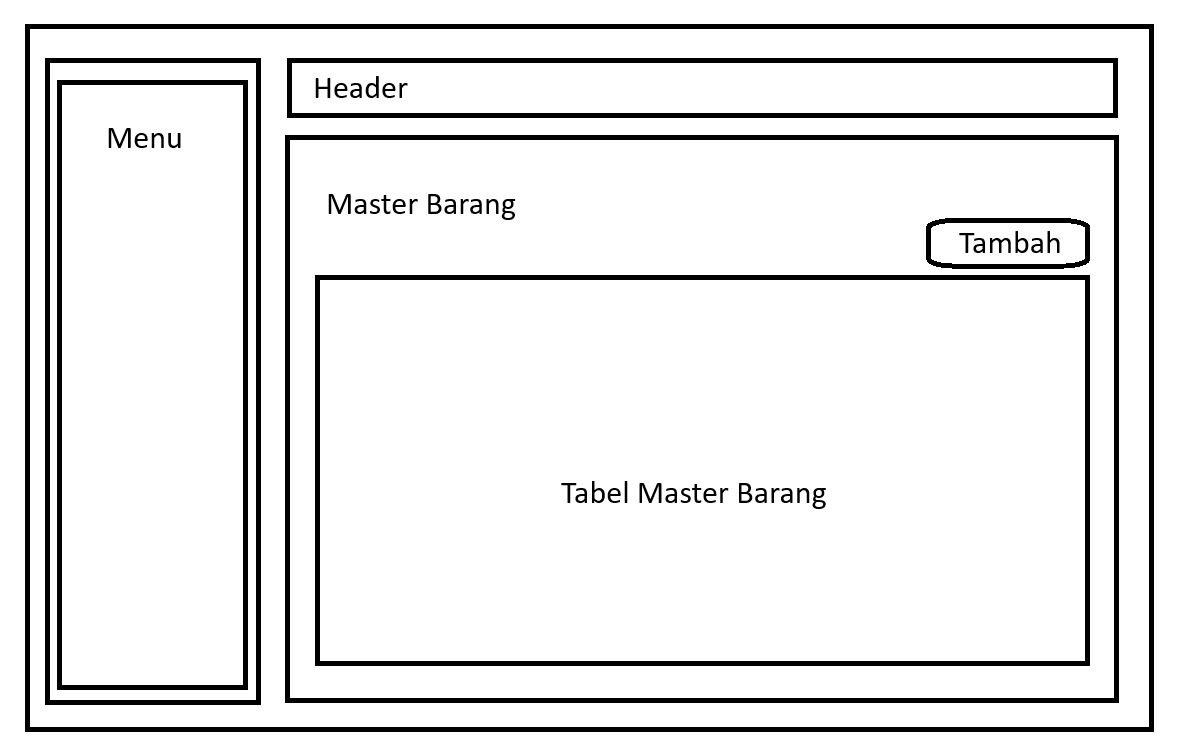 Header
Menu
Master Barang
Tambah
Tabel Master Barang